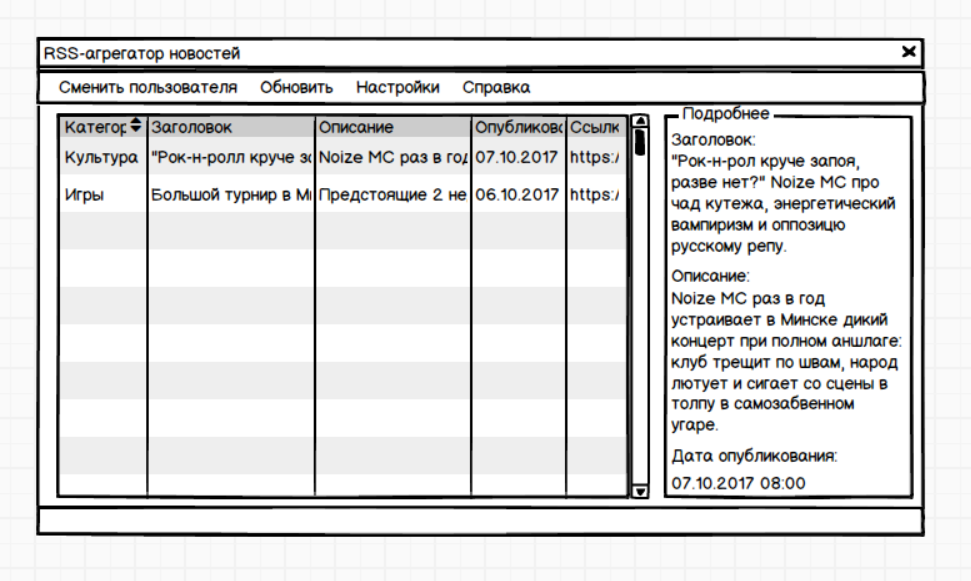 RSS-агрегатор новостей
Сменить пользователя Обновить Настройки Справка
Категор Заголовок Описание Опубликова Ссылк
Культура "Рок-н-ролл круче за Noize MC раз в год 07.10.2017 https:/
Игры Большой турнир в Ми Предстоящие 2 не 06.10.2017 https:/
Подробнее
Заголовок:
"Рок-н-рол круче запоя,
разве нет?" Noize MC про
чад кутежа, энергетический
вампиризм и оппозицю
русскому репу.
Описание:
Noize MC раз в год
устраивает в Минске дикий
концерт при полном аншлаге:
клуб трещит по швам, народ
лютует и сигает со сцены в
толпу в самозабвенном
угаре.
Дата опубликования:
07.10.2017 08:00